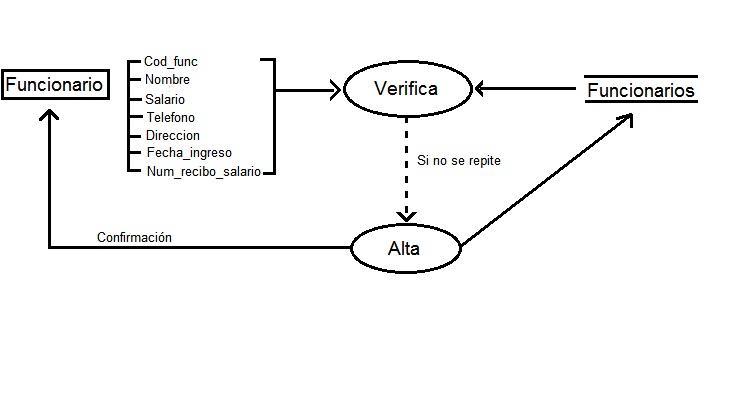 Funcionario
Cod_func
Nombre
Salario
Telefono
Direccion
Fecha_ingreso
Num_recibo_salario
Verifica
Funcionarios
Si no se repite
Confirmación
Alta